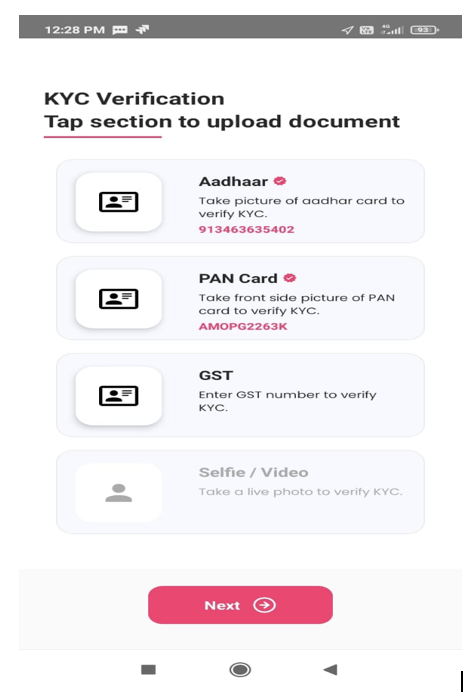 12:28 PM
4G
93
KYC Verification
Tap section to upload document
Aadhaar
Take picture of aadhar card to
verify KYC.
913463635402
PAN Card
Take front side picture of PAN
card to verify KYC.
AMOPG2263K
GST
Enter GST number to verify
KYC.
Selfie / Video
Take a live photo to verify KYC.
Next